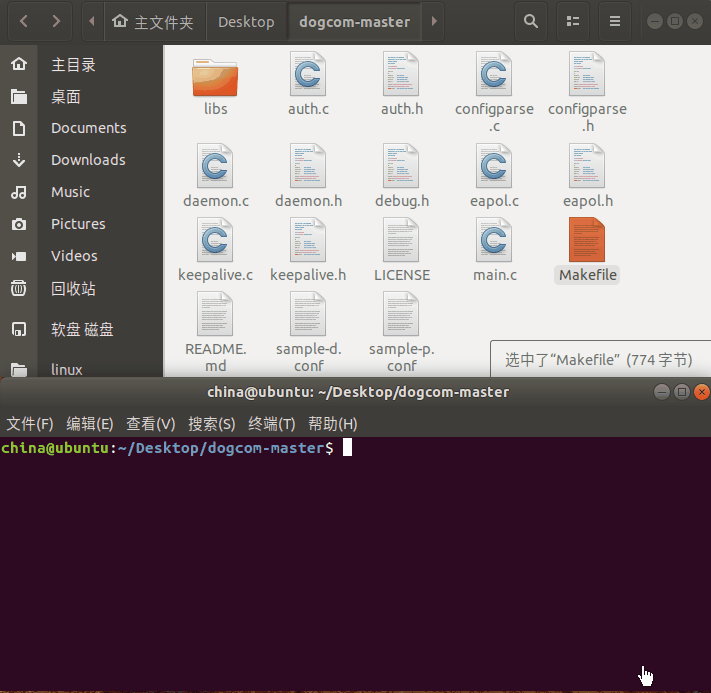 主文件夹 Desktop dogcom-master
主目录
桌面
Documents
Downloads
Music
Pictures
Videos
回收站
软盘 磁盘
linux
libs auth.c auth.h configparse.c configparse.h
daemon.c daemon.h debug.h eapol.c eapol.h
keepalive.c keepalive.h LICENSE main.c Makefile
README.md sample-d.conf sample-p.conf
选中了“Makefile” (774 字节)
china@ubuntu: ~/Desktop/dogcom-master
文件(F) 编辑(E) 查看(V) 搜索(S) 终端(T) 帮助(H)
china@ubuntu:~/Desktop/dogcom-master$